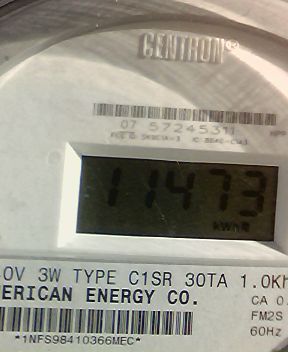 CENTRON®
07 57245311
11473
kWhR
0V 3W TYPE C1SR 30TA 1.0Kh
ERICAN ENERGY CO.
CA 0.
FM2S
*1NFS98410366MEC*
60Hz